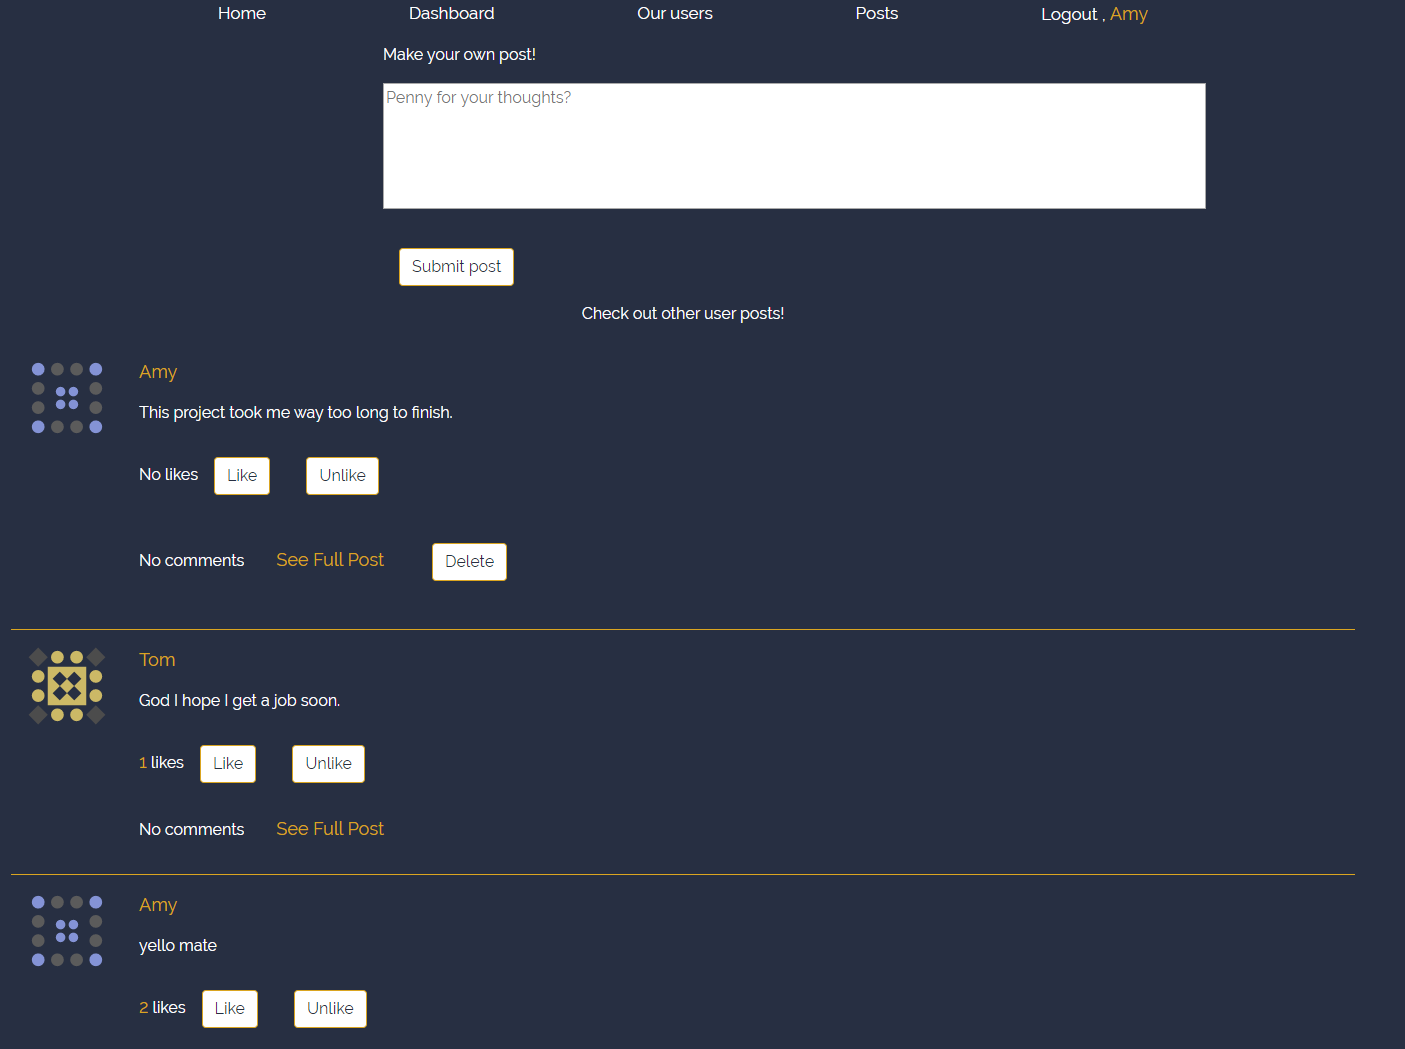 Home Dashboard Our users Posts Logout , Amy
Make your own post!
Penny for your thoughts?
Submit post
Check out other user posts!
Amy
This project took me way too long to finish.
No likes Like Unlike
No comments See Full Post Delete
Tom
God I hope I get a job soon.
1 likes Like Unlike
No comments See Full Post
Amy
yello mate
2 likes Like Unlike